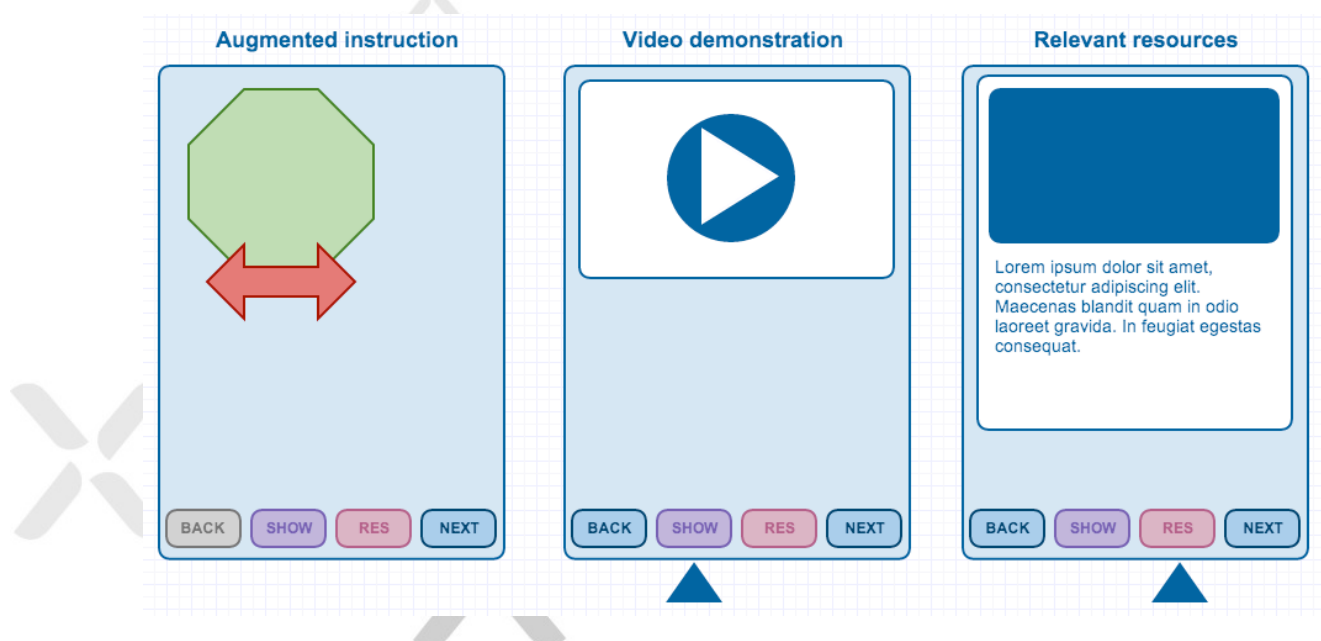 Augmented instruction
Video demonstration
Relevant resources
Lorem ipsum dolor sit amet,
consectetur adipiscing elit.
Maecenas blandit quam in odio
laoreet gravida. In feugiat egestas
consequat.
BACK SHOW RES NEXT
BACK SHOW RES NEXT
BACK SHOW RES NEXT